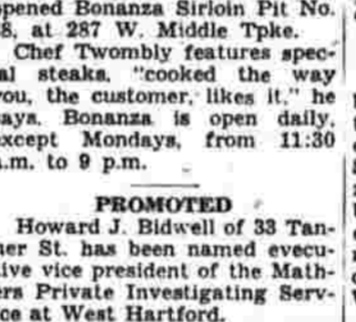 opened Bonanza Sirloin Pit No.
8, at 287 W. Middle Tpke.
Chef Twombly features spec-
al steaks, "cooked the way
you, the customer, likes it," he
ays. Bonanza is open daily,
except Mondays, from 11:30
a.m. to 9 p.m.
PROMOTED
Howard J. Bidwell of 33 Tan-
ner St. has been named evecu-
ive vice president of the Math-
ers Private Investigating Serv-
ce at West Hartford.